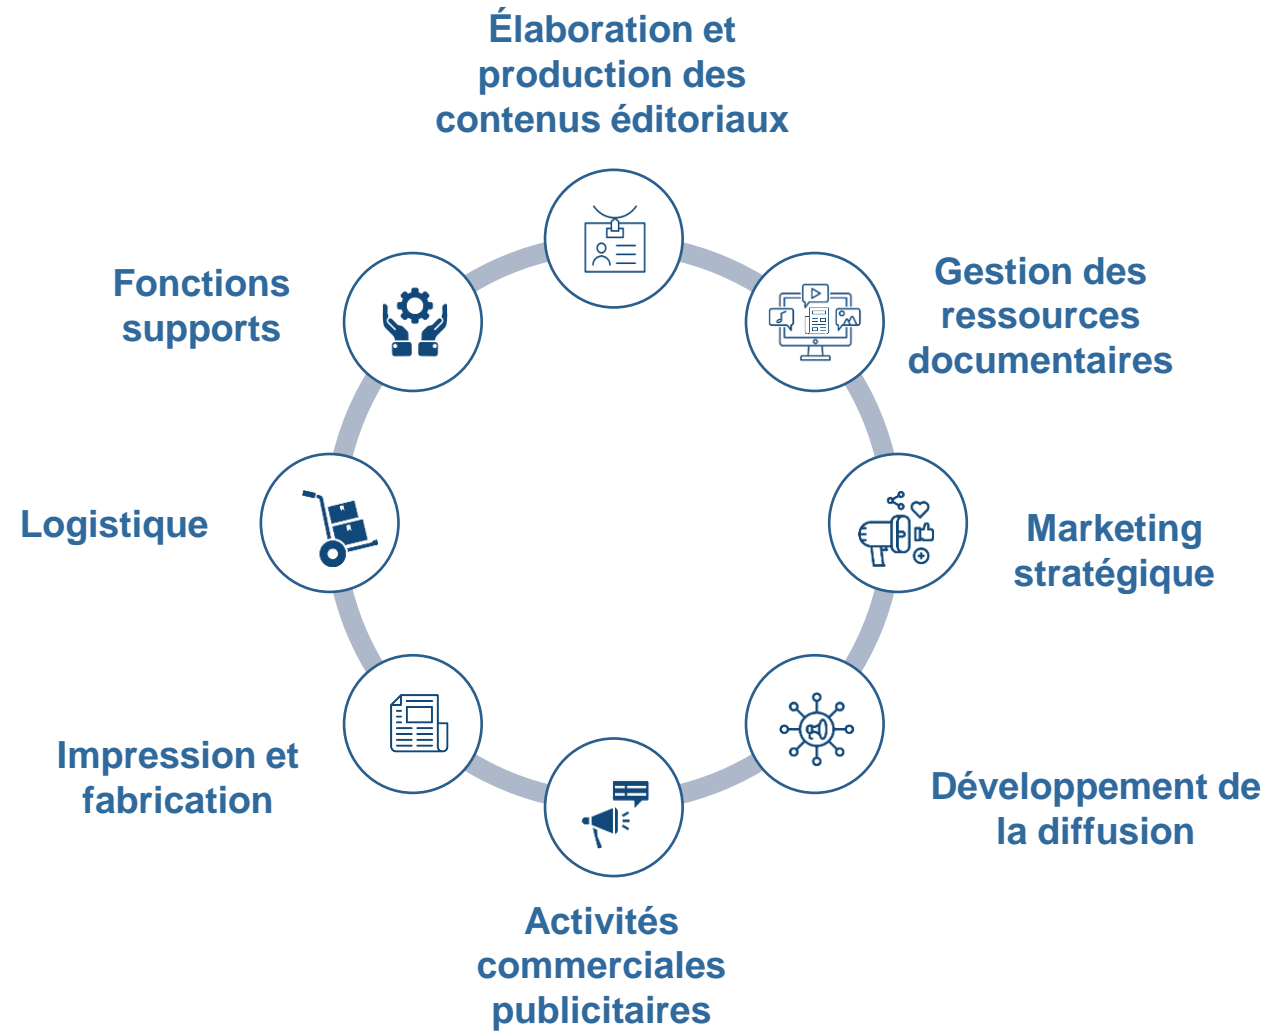 Élaboration et
production des
contenus éditoriaux
Gestion des
ressources
documentaires
Marketing
stratégique
Développement de
la diffusion
Activités
commerciales
publicitaires
Impression et
fabrication
Logistique
Fonctions
supports